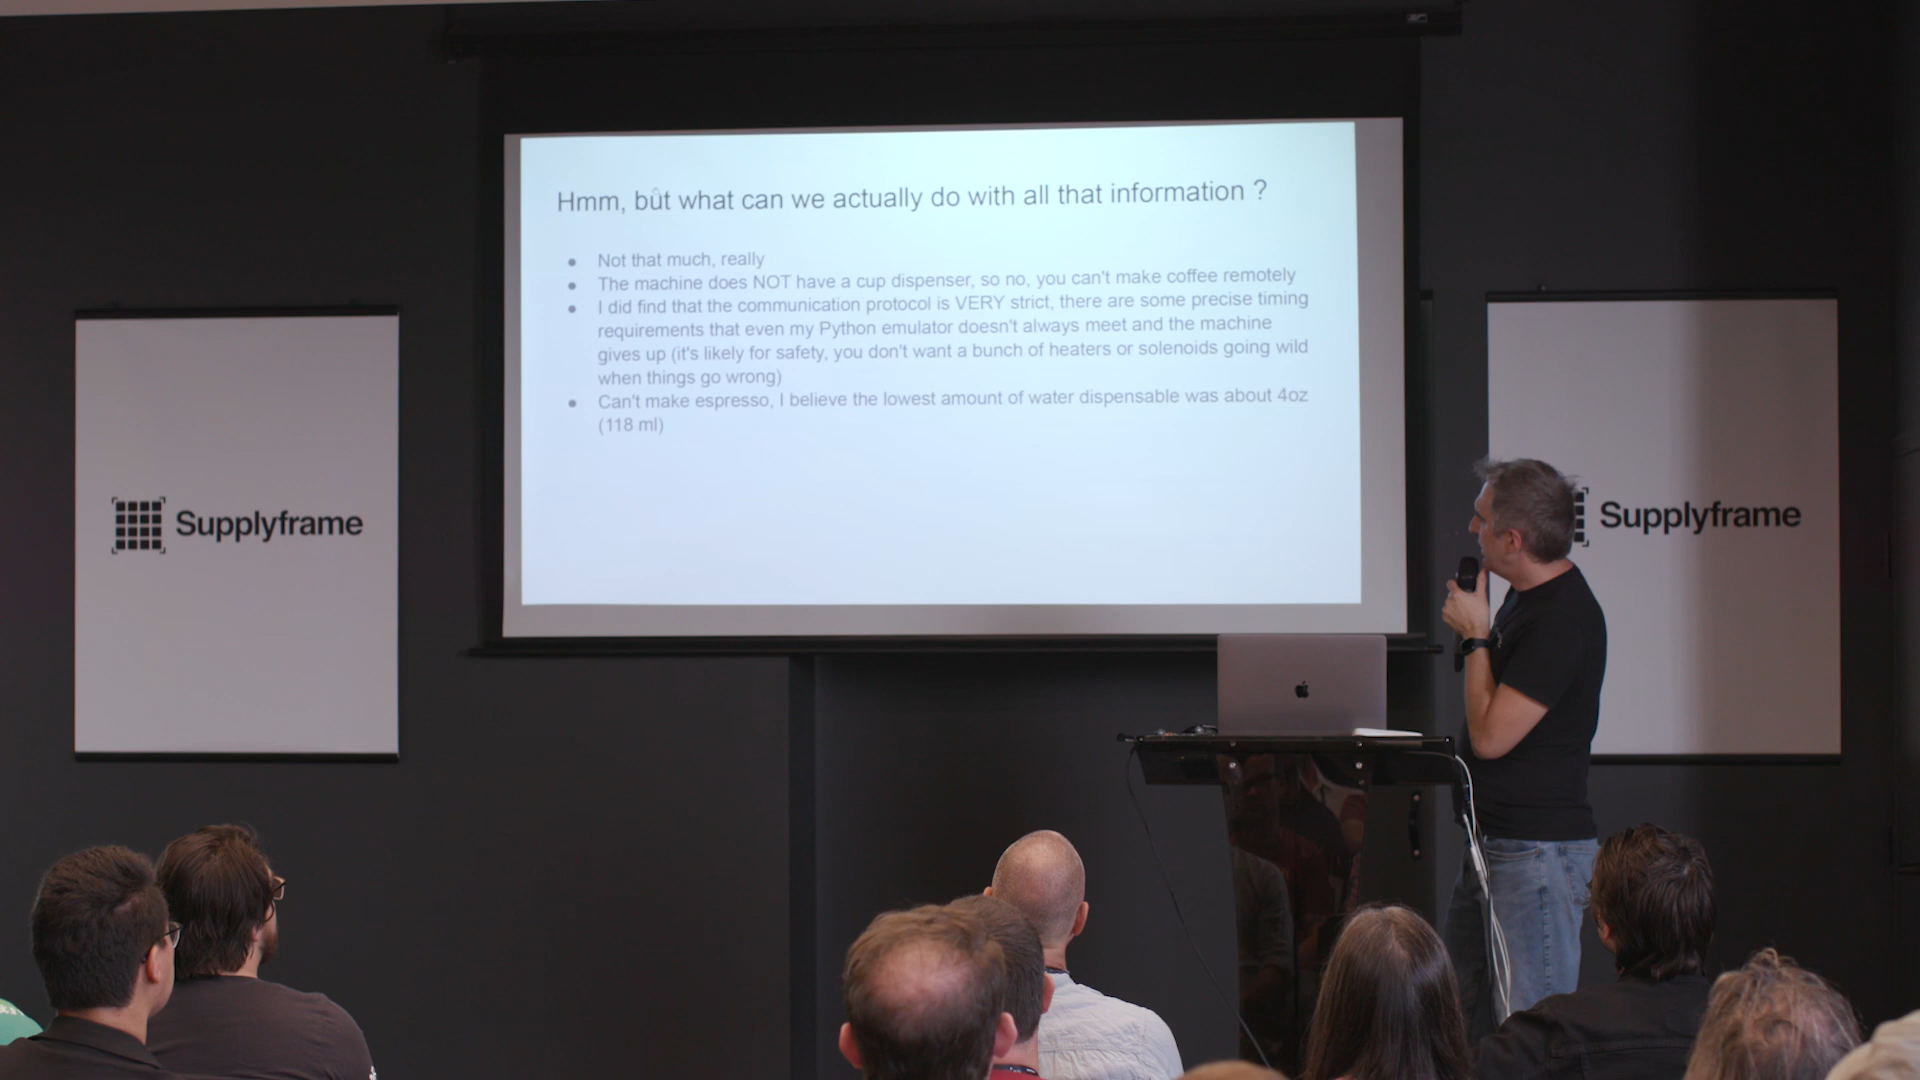 Hmm, but what can we actually do with all that information ?
● Not that much, really
● The machine does NOT have a cup dispenser, so no, you can't make coffee remotely
● I did find that the communication protocol is VERY strict, there are some precise timing
requirements that even my Python emulator doesn't always meet and the machine
gives up (it's likely for safety, you don't want a bunch of heaters or solenoids going wild
when things go wrong)
● Can't make espresso, I believe the lowest amount of water dispensable was about 4oz
(118 ml)
Supplyframe
Supplyframe